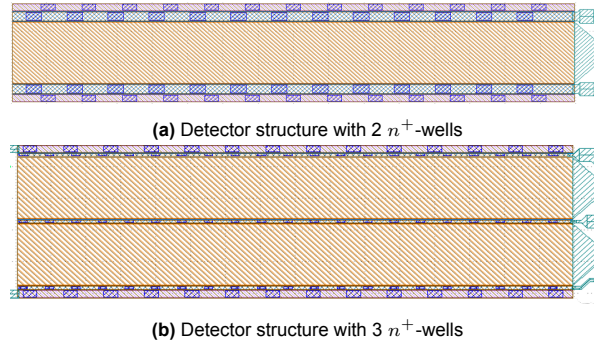 (a) Detector structure with 2 n⁺-wells
(b) Detector structure with 3 n⁺-wells